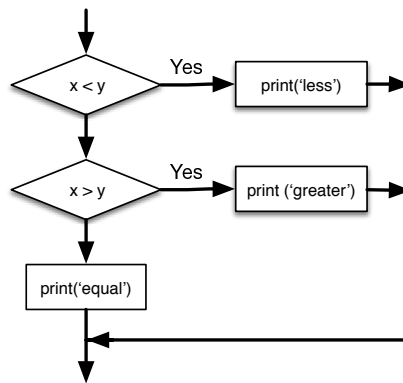 Yes
x < y
print(‘less’)
Yes
x > y
print (‘greater’)
print(‘equal’)